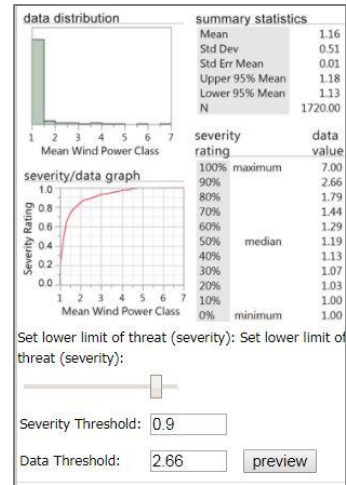 data distribution
1 2 3 4 5 6 7
Mean Wind Power Class
summary statistics
Mean 1.16
Std Dev 0.51
Std Err Mean 0.01
Upper 95% Mean 1.18
Lower 95% Mean 1.13
N 1720.00
severity/data graph
Severity Rating
1.0
0.8
0.6
0.4
0.2
0.0
1 2 3 4 5 6 7
Mean Wind Power Class
severity data
rating value
100% maximum 7.00
90% 2.66
80% 1.79
70% 1.44
60% 1.29
50% median 1.19
40% 1.13
30% 1.07
20% 1.03
10% 1.00
0% minimum 1.00
Set lower limit of threat (severity): Set lower limit of
threat (severity):
Severity Threshold: 0.9
Data Threshold: 2.66 preview